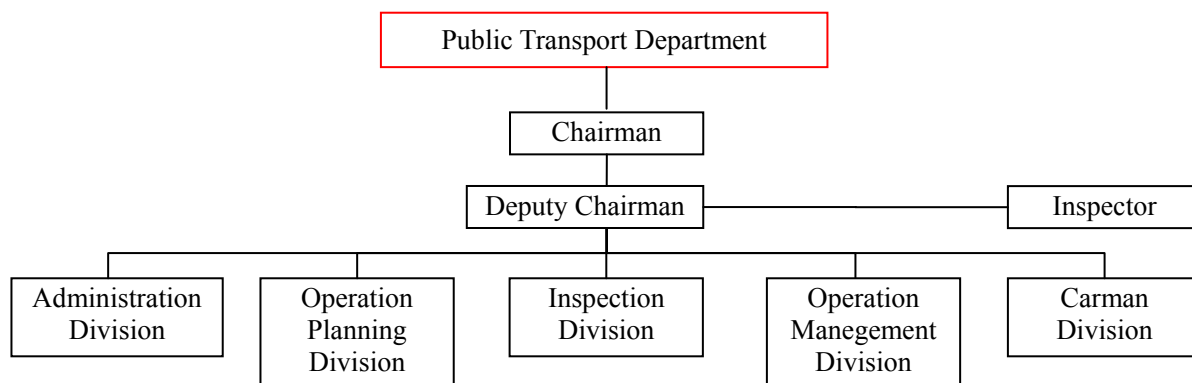 Public Transport Department
Chairman
Deputy Chairman
Inspector
Administration
Division
Operation
Planning
Division
Inspection
Division
Operation
Manegement
Division
Carman
Division